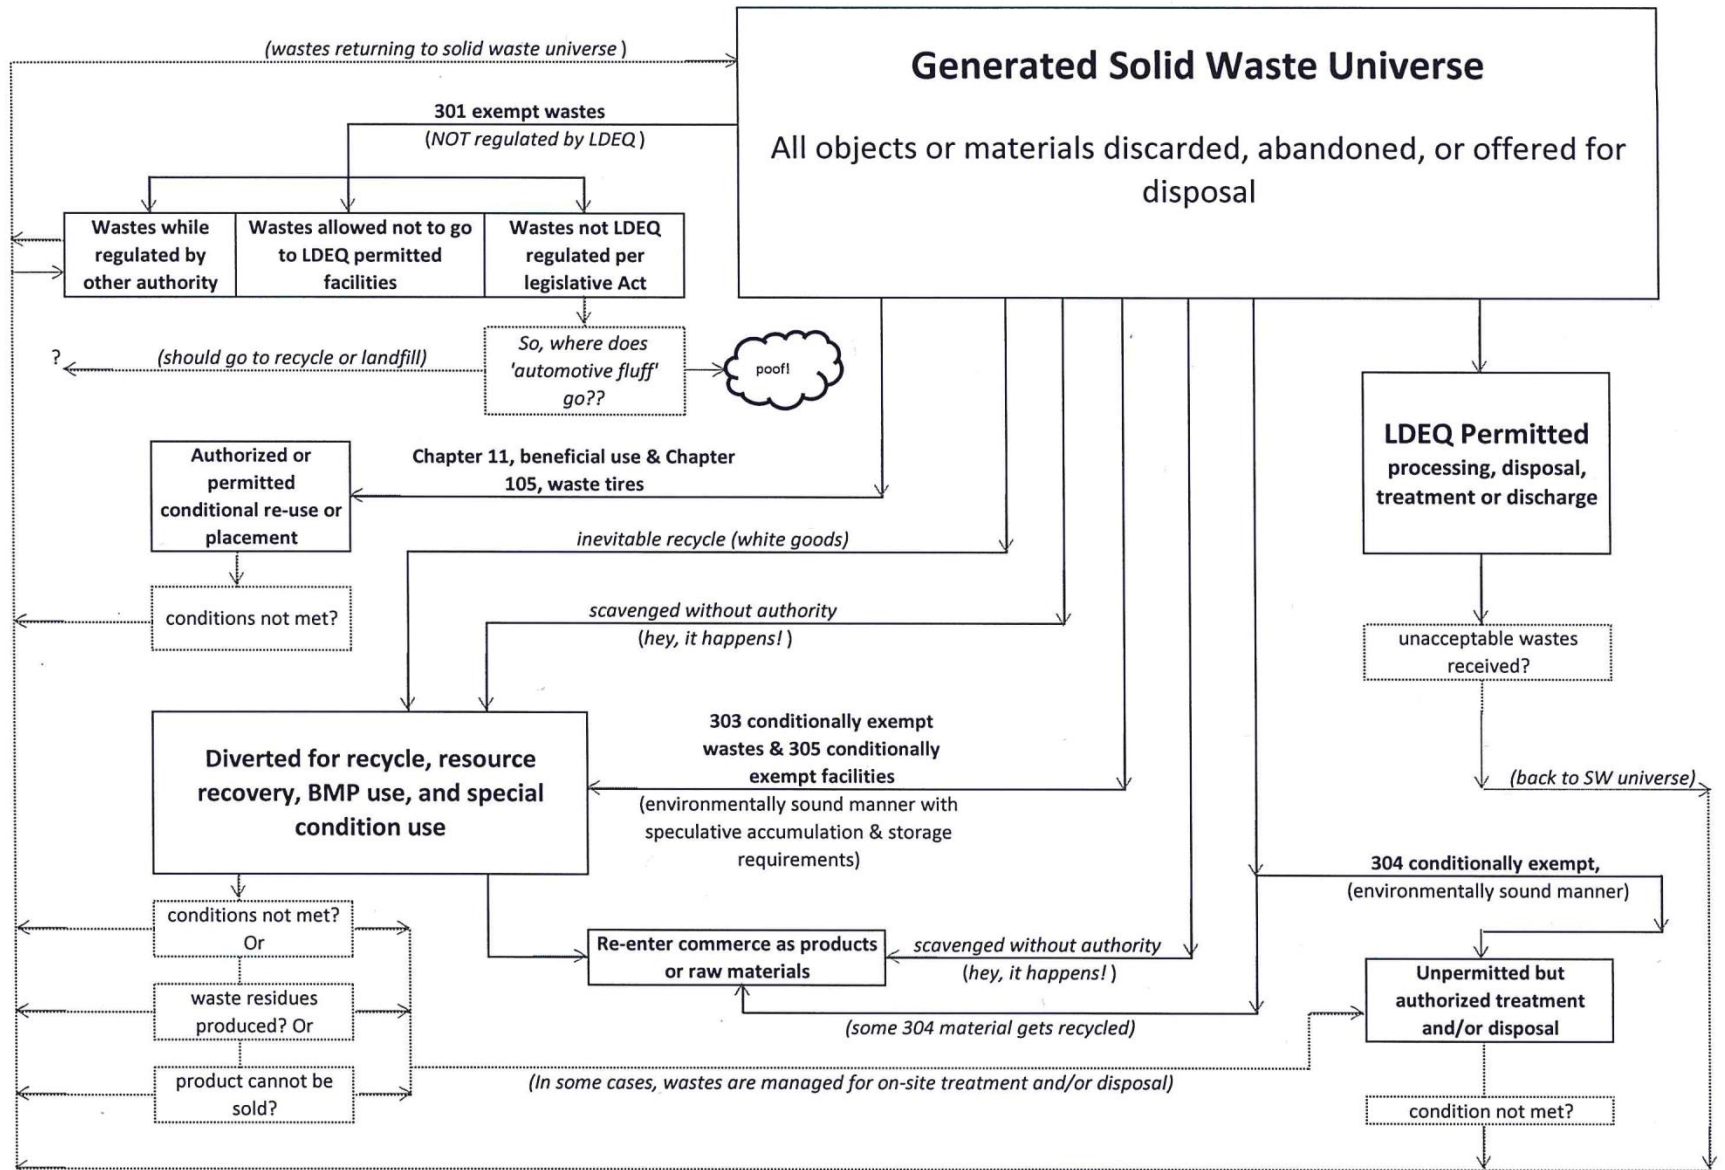 (wastes returning to solid waste universe )
Generated Solid Waste Universe
All objects or materials discarded, abandoned, or offered for
disposal
301 exempt wastes
(NOT regulated by LDEQ )
Wastes while
regulated by
other authority
Wastes allowed not to go
to LDEQ permitted
facilities
Wastes not LDEQ
regulated per
legislative Act
?
(should go to recycle or landfill)
So, where does
'automotive fluff'
go??
poof!
LDEQ Permitted
processing, disposal,
treatment or discharge
Authorized or
permitted
conditional re-use or
placement
Chapter 11, beneficial use & Chapter
105, waste tires
inevitable recycle (white goods)
conditions not met?
scavenged without authority
(hey, it happens! )
unacceptable wastes
received?
Diverted for recycle, resource
recovery, BMP use, and special
condition use
303 conditionally exempt
wastes & 305 conditionally
exempt facilities
(environmentally sound manner with
speculative accumulation & storage
requirements)
(back to SW universe)
304 conditionally exempt,
(environmentally sound manner)
conditions not met?
Or
waste residues
produced? Or
product cannot be
sold?
Re-enter commerce as products
or raw materials
scavenged without authority
(hey, it happens! )
(some 304 material gets recycled)
Unpermitted but
authorized treatment
and/or disposal
(In some cases, wastes are managed for on-site treatment and/or disposal)
condition not met?